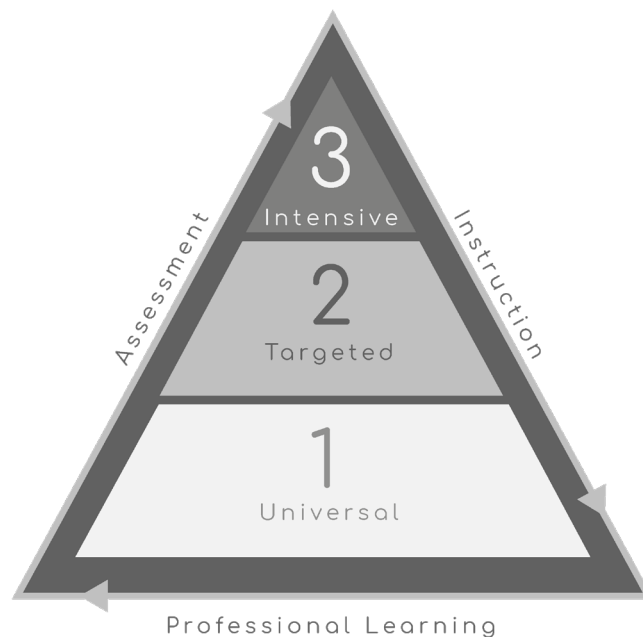 3
Intensive
Assessment
Instruction
2
Targeted
1
Universal
Professional Learning